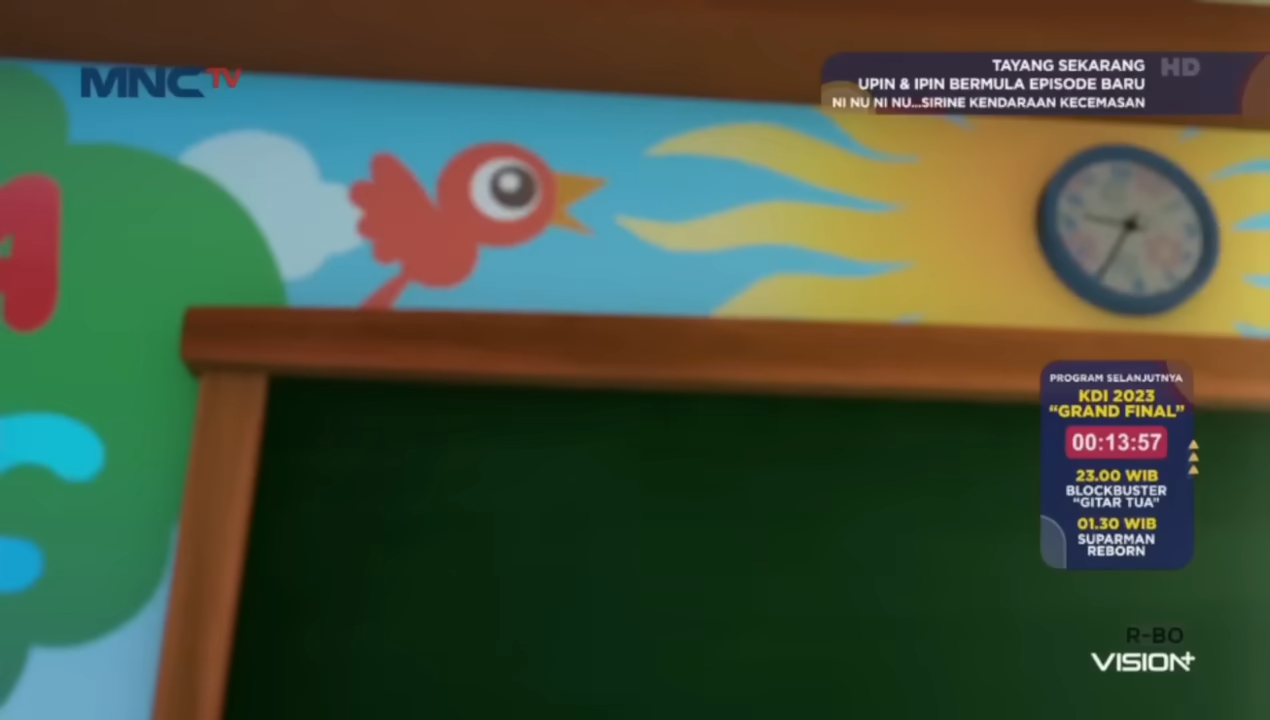 MNCTV
TAYANG SEKARANG
HD
UPIN & IPIN BERMULA EPISODE BARU
NI NU NI NU...SIRINE KENDARAAN KECEMASAN
A
PROGRAM SELANJUTNYA
KDI 2023
"GRAND FINAL"
00:13:57
23.00 WIB
BLOCKBUSTER
"GITAR TUA"
01.30 WIB
SUPARMAN
REBORN
R-BO
VISION+